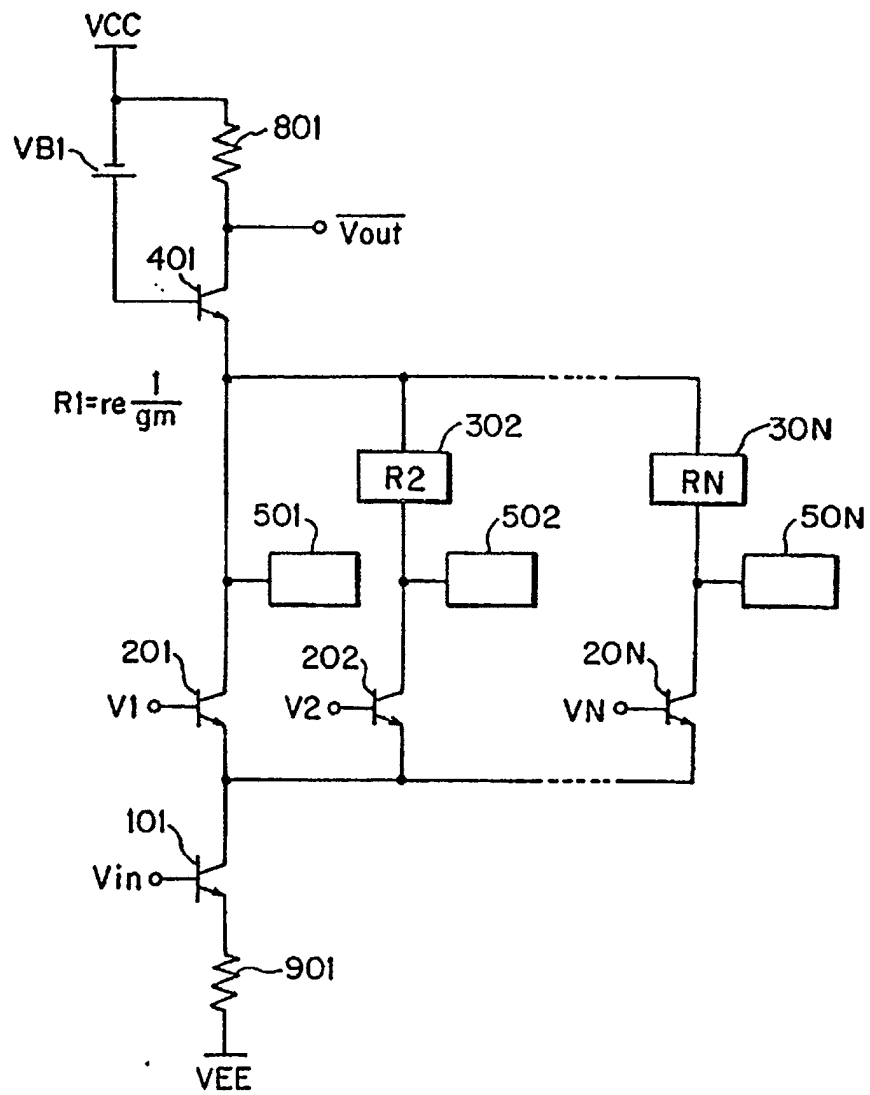 VCC
801
VB1
Vout
401
R1=re 1/gm
302
30N
R2
RN
501
502
50N
201
202
20N
V1
V2
VN
101
Vin
901
VEE